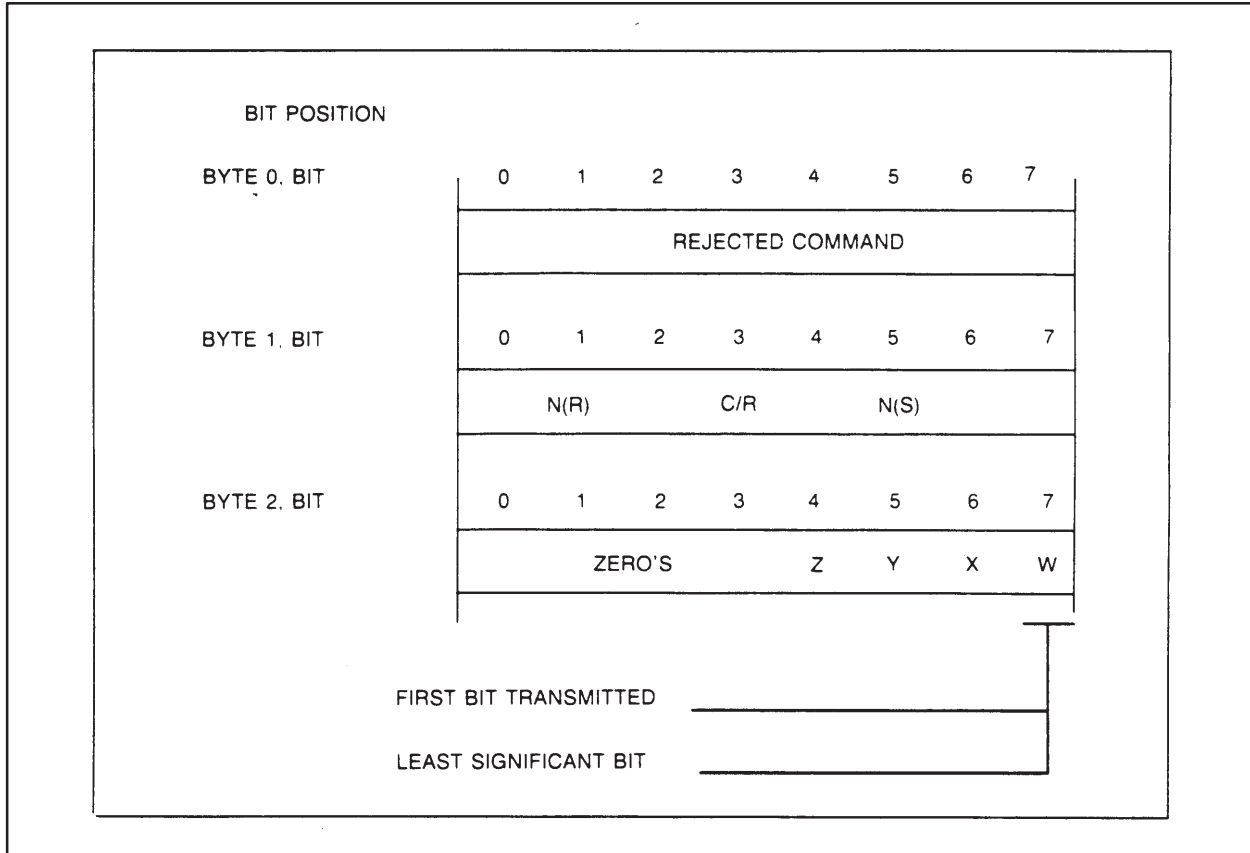 BIT POSITION
BYTE 0, BIT 0 1 2 3 4 5 6 7
REJECTED COMMAND
BYTE 1, BIT 0 1 2 3 4 5 6 7
N(R) C/R N(S)
BYTE 2, BIT 0 1 2 3 4 5 6 7
ZERO'S Z Y X W
FIRST BIT TRANSMITTED
LEAST SIGNIFICANT BIT